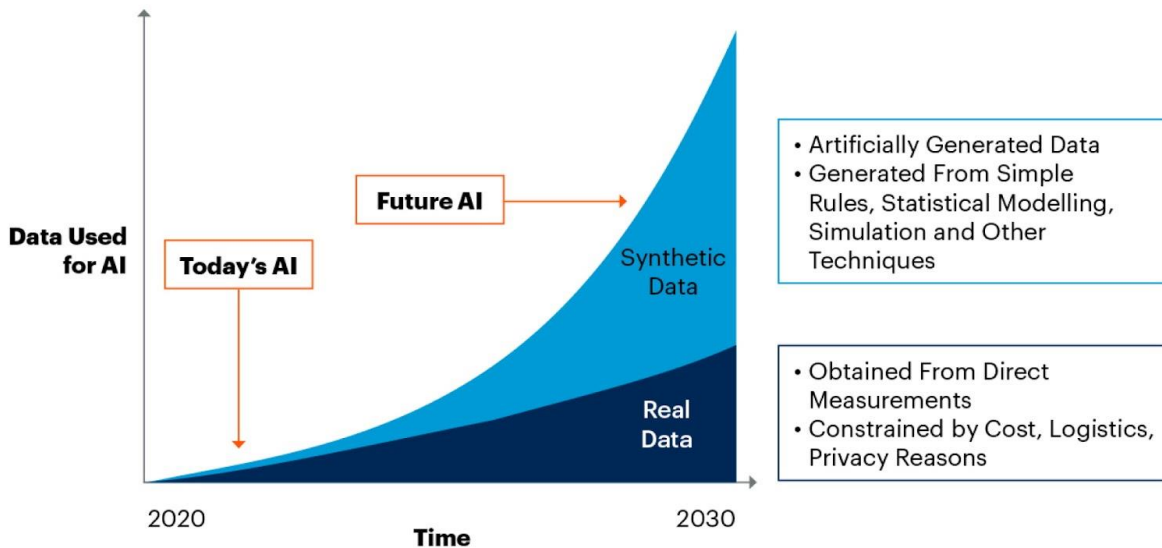 Data Used
for AI
Today's AI
Future AI
Synthetic
Data
Real
Data
2020
2030
Time
• Artificially Generated Data
• Generated From Simple
Rules, Statistical Modelling,
Simulation and Other
Techniques
• Obtained From Direct
Measurements
• Constrained by Cost, Logistics,
Privacy Reasons